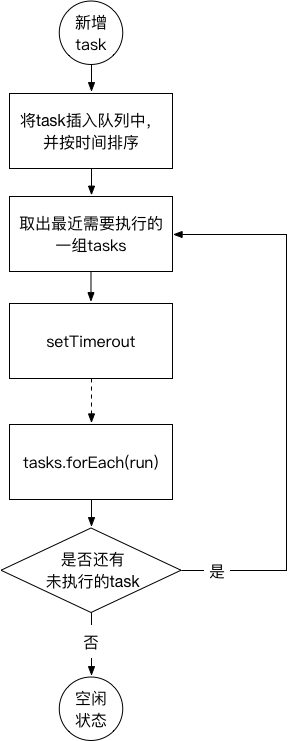 新增
task
将task插入队列中，
并按时间排序
取出最近需要执行的
一组tasks
setTimerout
tasks.forEach(run)
是否还有
未执行的task
是
否
空闲
状态